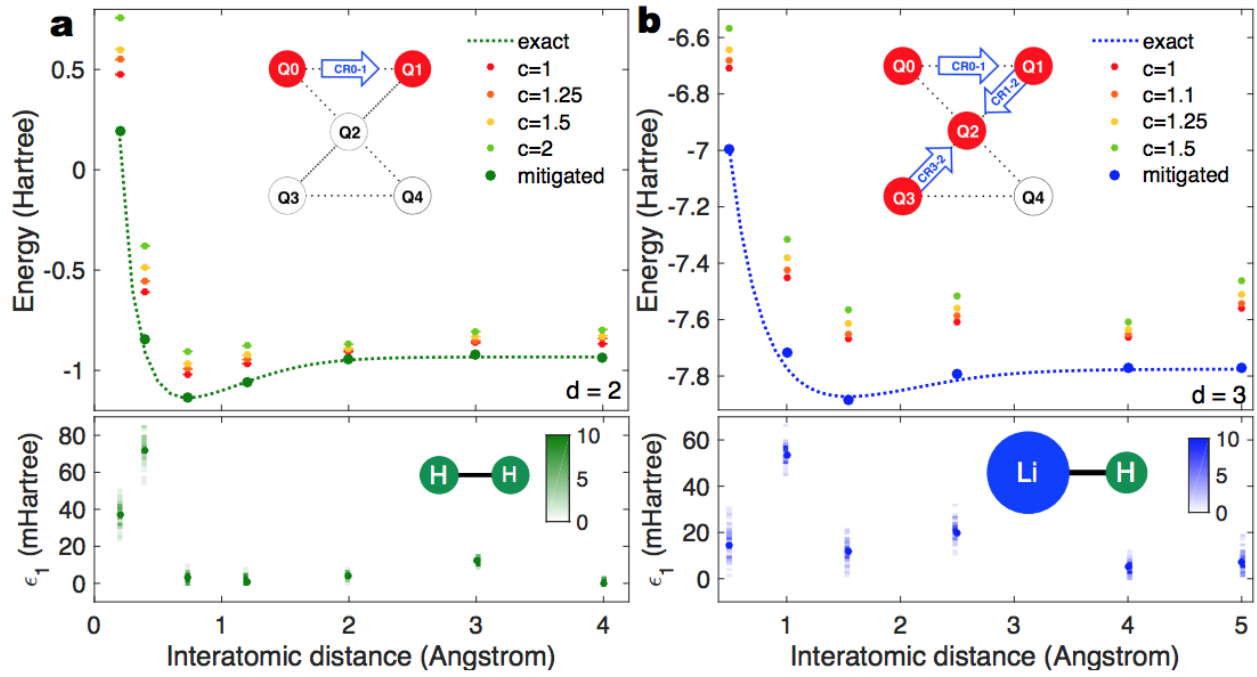 a
Energy (Hartree)
0.5
0
-0.5
-1
Q0
CR0-1
Q1
Q2
Q3
Q4
exact
c=1
c=1.25
c=1.5
c=2
mitigated
d = 2
ϵ1 (mHartree)
80
60
40
20
0
H
H
10
5
0
0
1
2
3
4
Interatomic distance (Angstrom)
b
Energy (Hartree)
-6.6
-6.8
-7
-7.2
-7.4
-7.6
-7.8
Q0
CR0-1
Q1
CR1-2
Q2
CR3-2
Q3
Q4
exact
c=1
c=1.1
c=1.25
c=1.5
mitigated
d = 3
ϵ1 (mHartree)
60
40
20
0
Li
H
10
5
0
1
2
3
4
5
Interatomic distance (Angstrom)